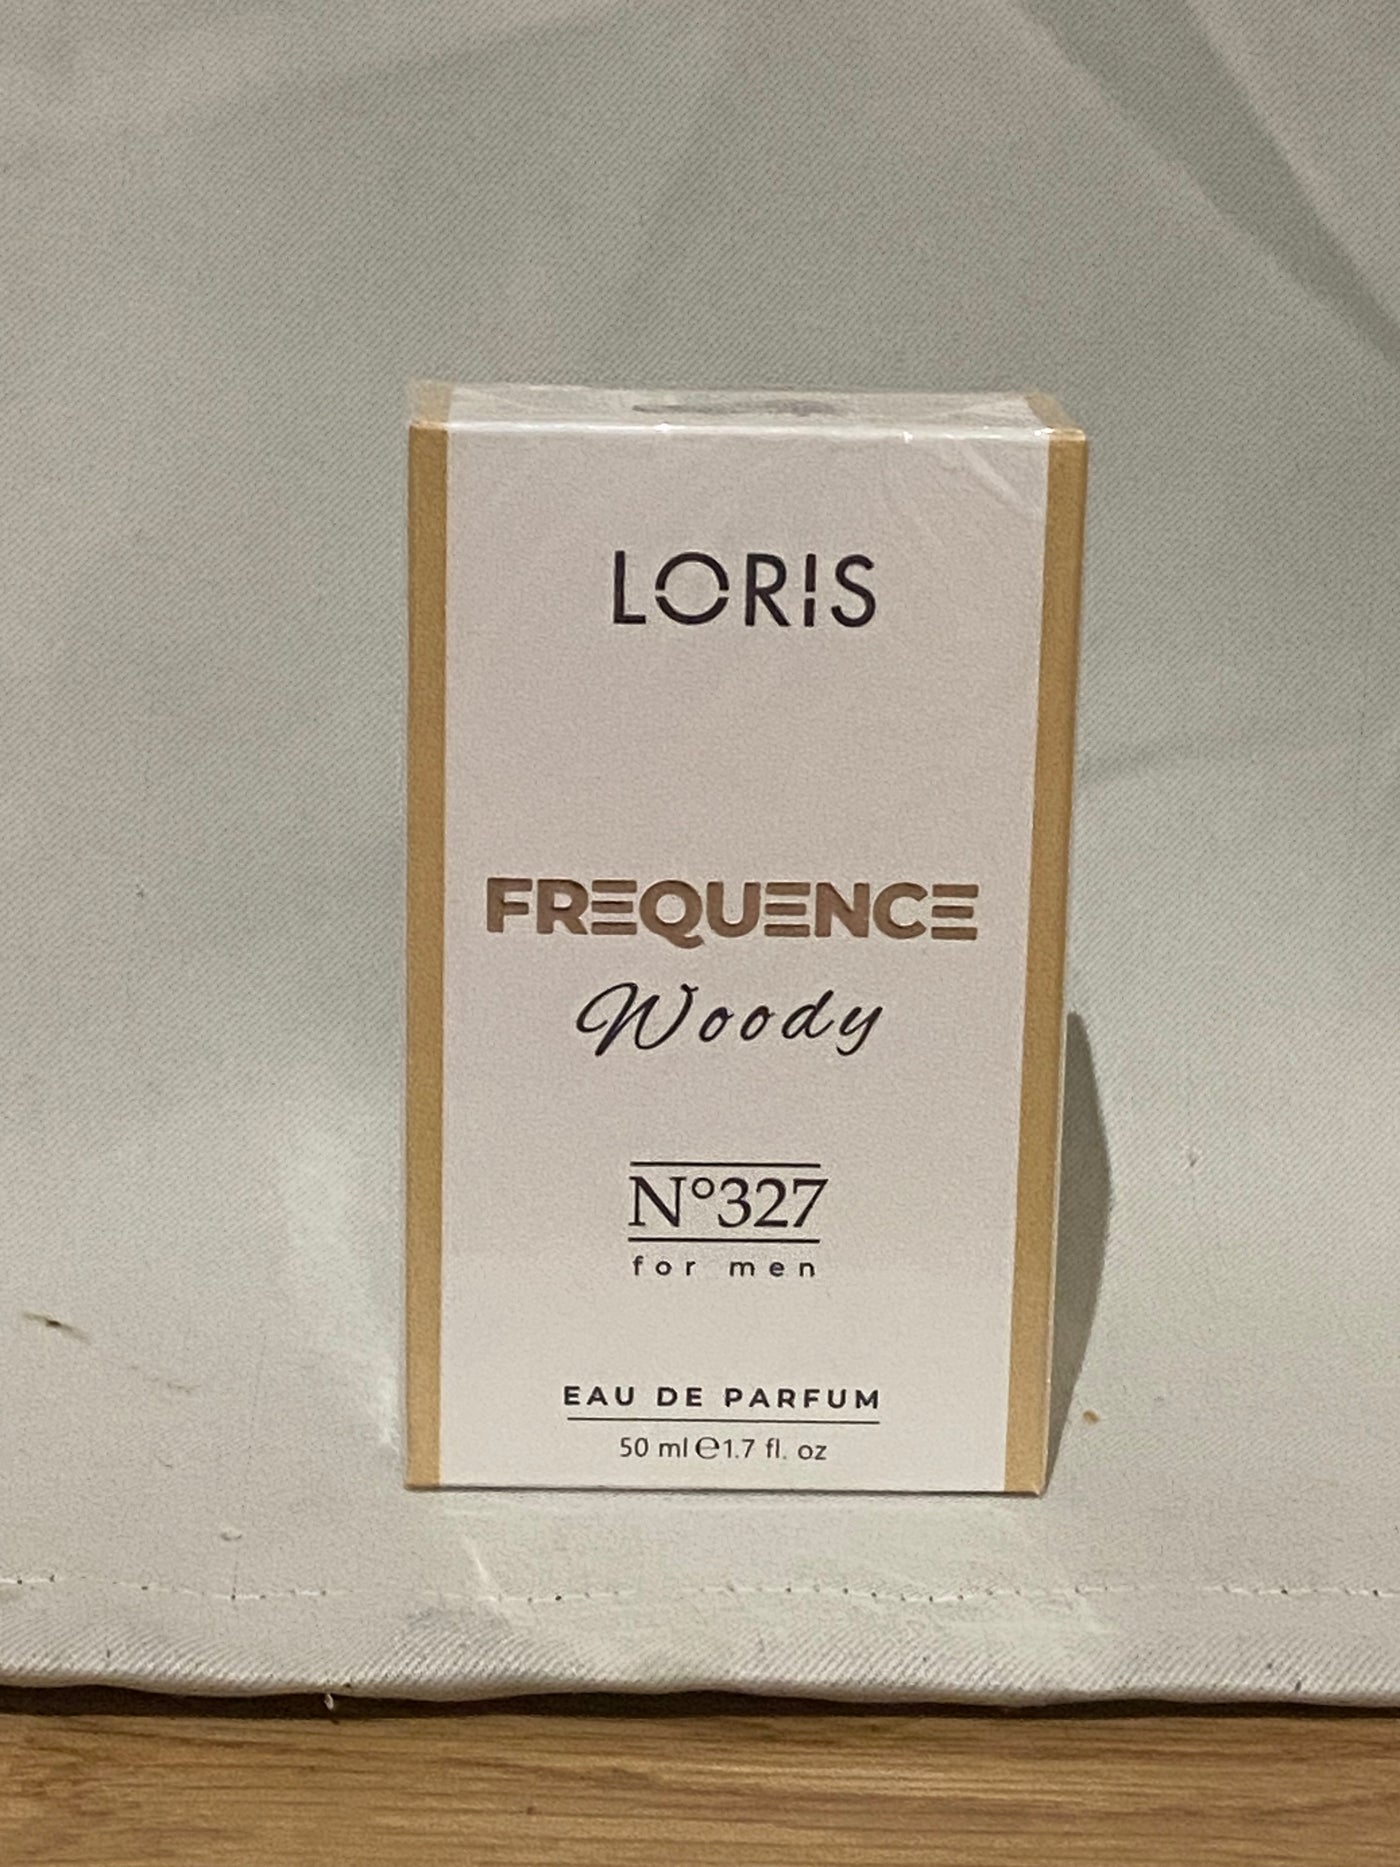 LORIS
FREQUENCE
Woody
N°327
for men
EAU DE PARFUM
50 ml ℮ 1.7 fl. oz